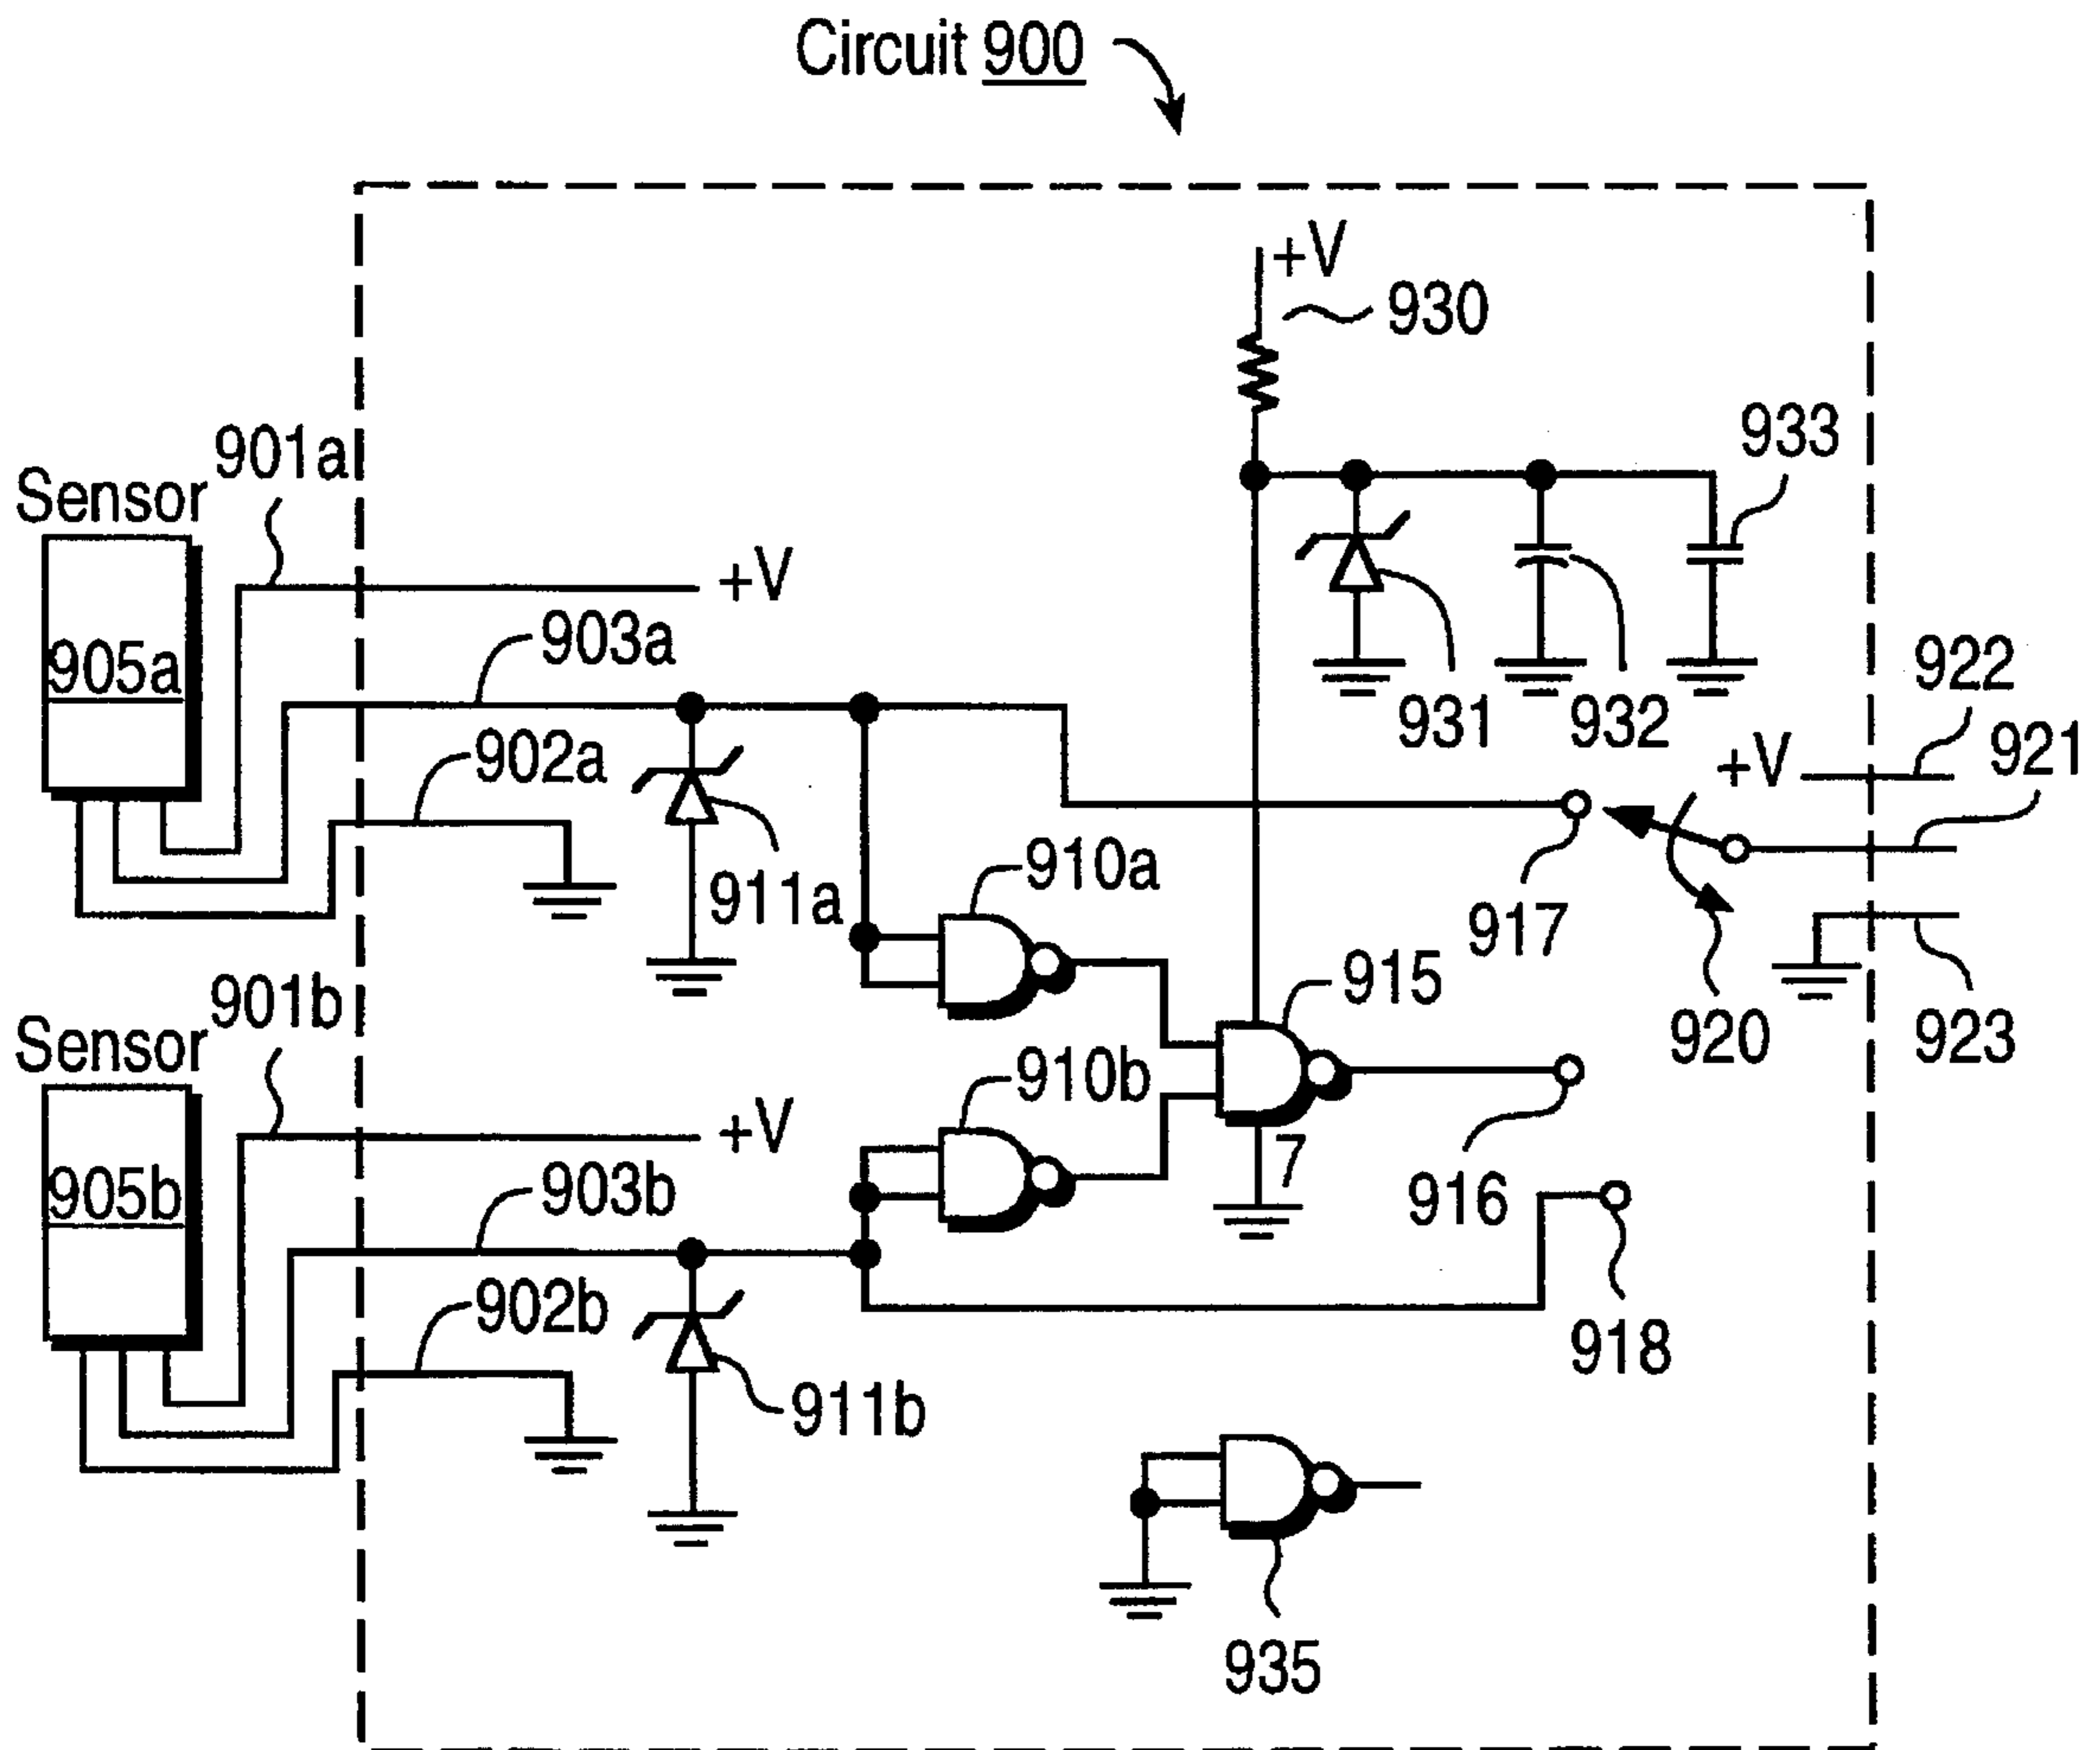 Circuit 900
+V
930
933
901a
Sensor
+V
903a
905a
922
931
932
921
902a
+V
910a
911a
917
915
901b
Sensor
920
923
910b
+V
7
903b
905b
916
902b
918
911b
935